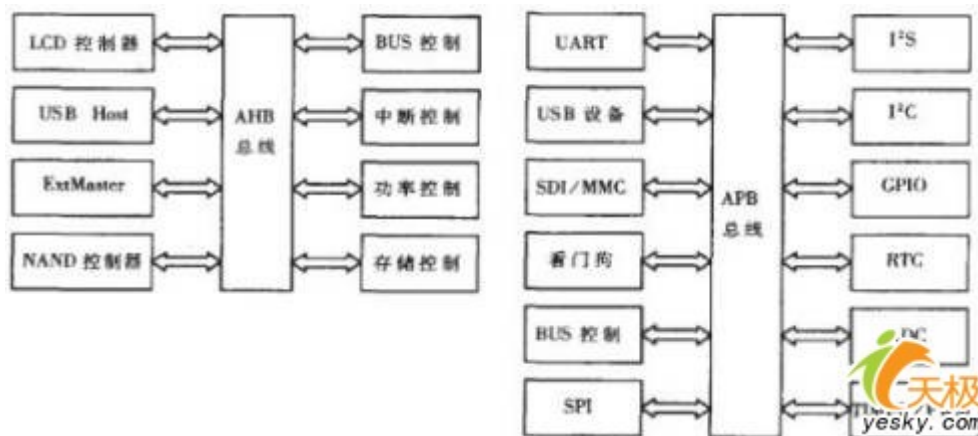 LCD 控制器
USB Host
ExtMaster
NAND 控制器
AHB
总线
BUS 控制
中断控制
功率控制
存储控制
UART
USB 设备
SDI/MMC
看门狗
BUS 控制
SPI
APB
总线
I²S
I²C
GPIO
RTC
天极
yesky.com